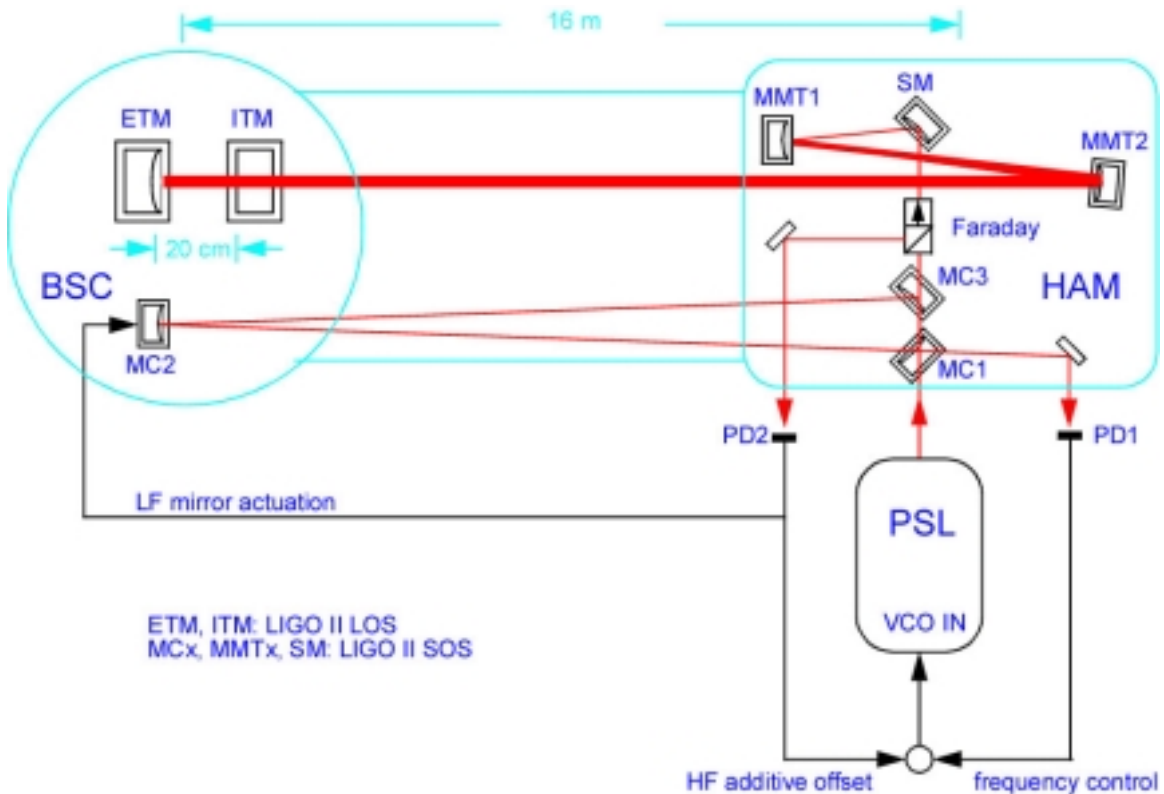 16 m
SM
MMT1
ETM
ITM
MMT2
Faraday
20 cm
BSC
MC3
HAM
MC2
MC1
PD2
PD1
LF mirror actuation
PSL
VCO IN
ETM, ITM: LIGO II LOS
MCx, MMTx, SM: LIGO II SOS
HF additive offset
frequency control